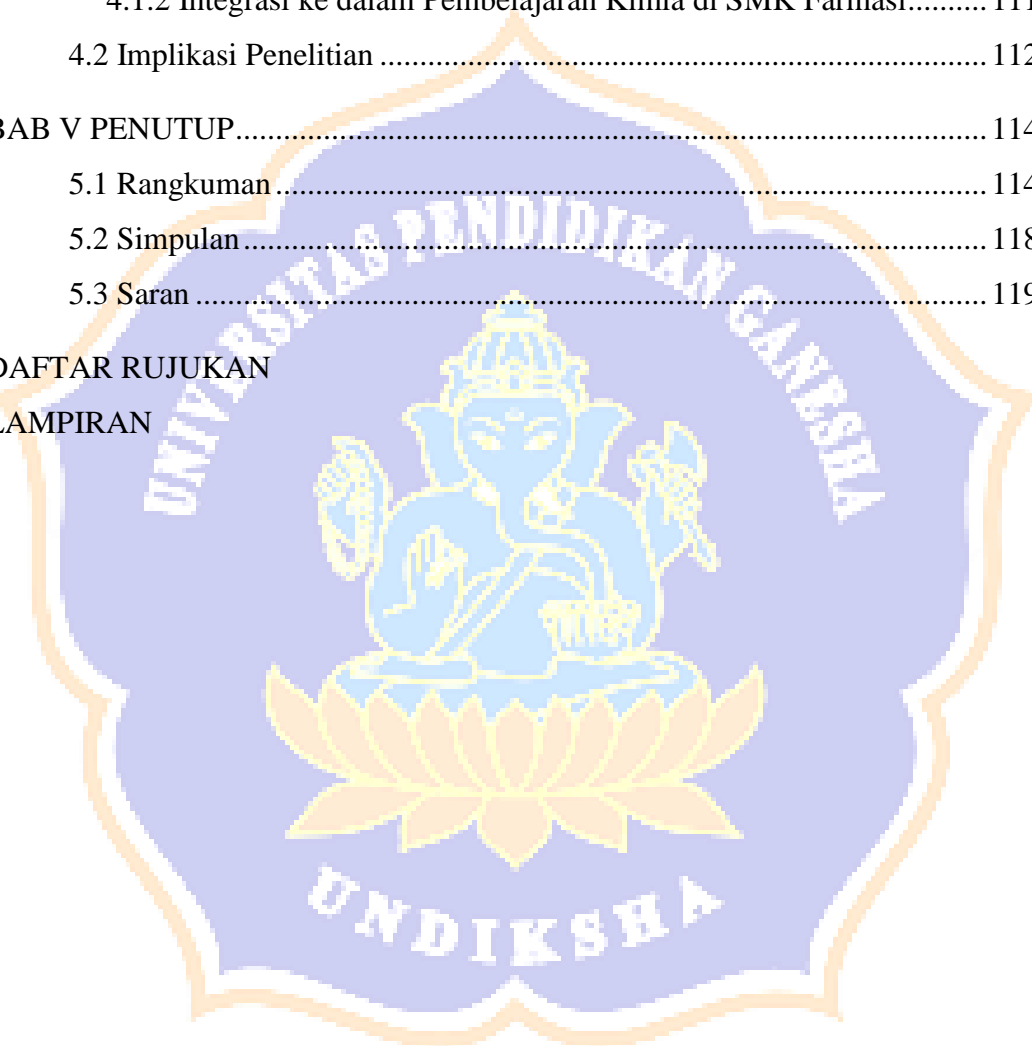 4.1.2 Integrasi ke dalam Pembelajaran Kimia di SMK Farmasi.......... 111
4.2 Implikasi Penelitian ........................................................................... 112
BAB V PENUTUP............................................................................................. 114
5.1 Rangkuman ........................................................................................ 114
5.2 Simpulan ............................................................................................ 118
5.3 Saran .................................................................................................. 119
DAFTAR RUJUKAN
LAMPIRAN
UNIVERSITAS PENDIDIKAN GANESHA
UNDIKSHA